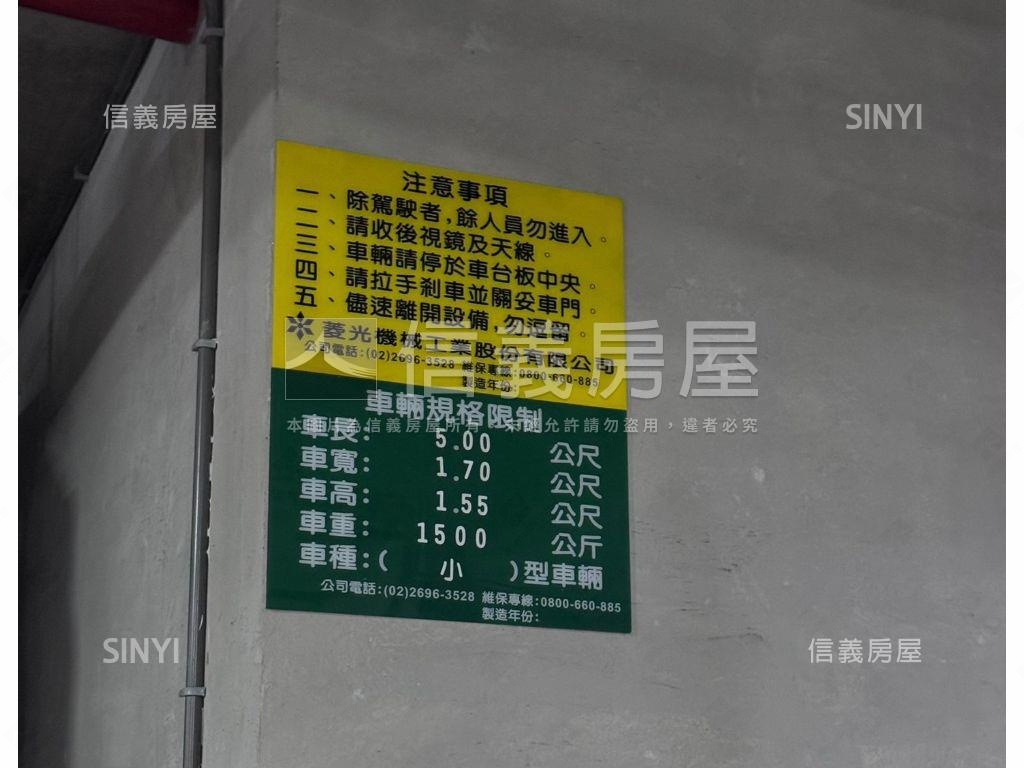 信義房屋
SINYI
注意事項
一、除駕駛者,餘人員勿進入。
二、請收後視鏡及天線。
三、車輛請停於車台板中央。
四、請拉手剎車並關妥車門。
五、儘速離開設備,勿逗留。
菱光機械工業股份有限公司
公司電話:(02)2696-3528 維保專線:0800-660-885
製造年份:
信義房屋
車輛規格限制
本圖片為信義房屋所有,未經允許請勿盜用,違者必究
車長: 5.00 公尺
車寬: 1.70 公尺
車高: 1.55 公尺
車重: 1500 公斤
車種:( 小 )型車輛
公司電話:(02)2696-3528 維保專線:0800-660-885
製造年份:
SINYI
信義房屋